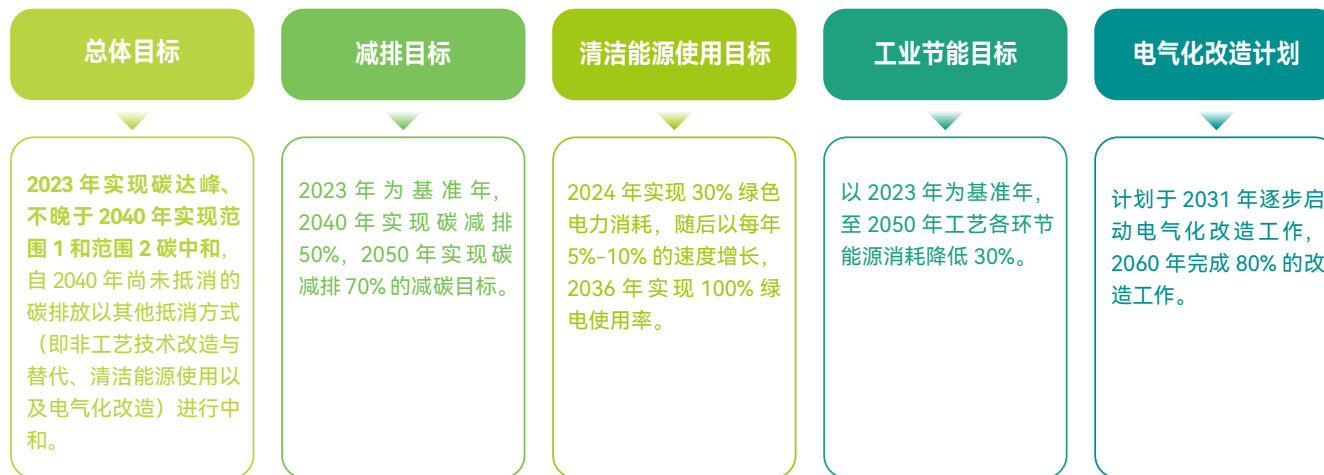 总体目标
2023 年实现碳达峰、
不晚于 2040 年实现范
围 1 和范围 2 碳中和，
自 2040 年尚未抵消的
碳排放以其他抵消方式
（即非工艺技术改造与
替代、清洁能源使用以
及电气化改造）进行中
和。
减排目标
2023 年 为 基 准 年，
2040 年 实 现 碳 减 排
50%，2050 年实现碳
减排 70% 的减碳目标。
清洁能源使用目标
2024 年实现 30% 绿色
电力消耗，随后以每年
5%-10% 的速度增长，
2036 年 实 现 100% 绿
电使用率。
工业节能目标
以 2023 年为基准年，
至 2050 年工艺各环节
能源消耗降低 30%。
电气化改造计划
计划于 2031 年逐步启
动电气化改造工作，
2060 年完成 80% 的改
造工作。